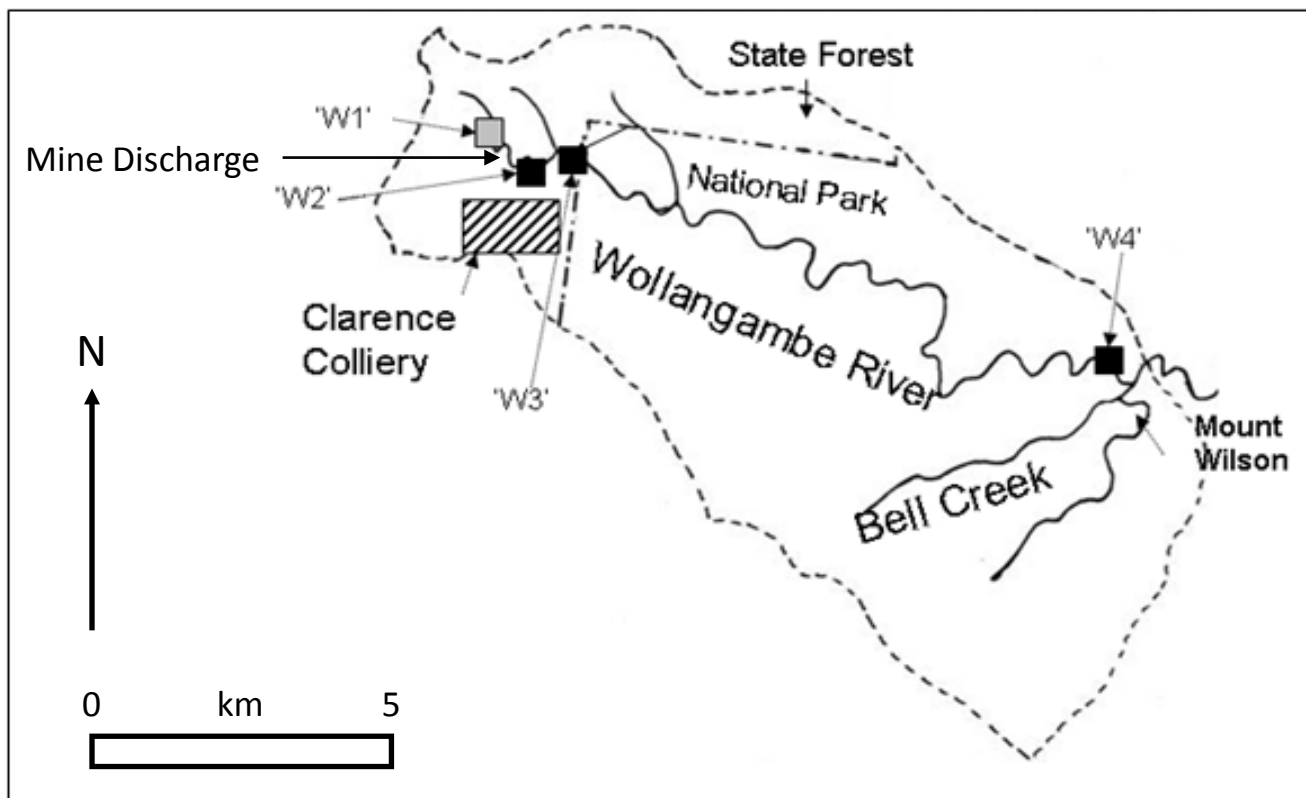 State Forest
'W1'
Mine Discharge
'W2'
National Park
'W4'
Wollangambe River
Clarence
Colliery
N
'W3'
Mount
Wilson
Bell Creek
0 km 5